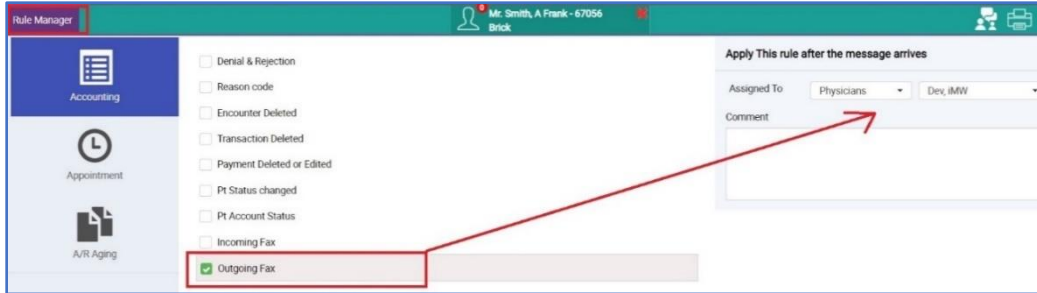 Rule Manager
0
Mr. Smith, A Frank - 67056
Brick
Accounting
Appointment
A/R Aging
Denial & Rejection
Reason code
Encounter Deleted
Transaction Deleted
Payment Deleted or Edited
Pt Status changed
Pt Account Status
Incoming Fax
Outgoing Fax
Apply This rule after the message arrives
Assigned To Physicians Dev, iMW
Comment